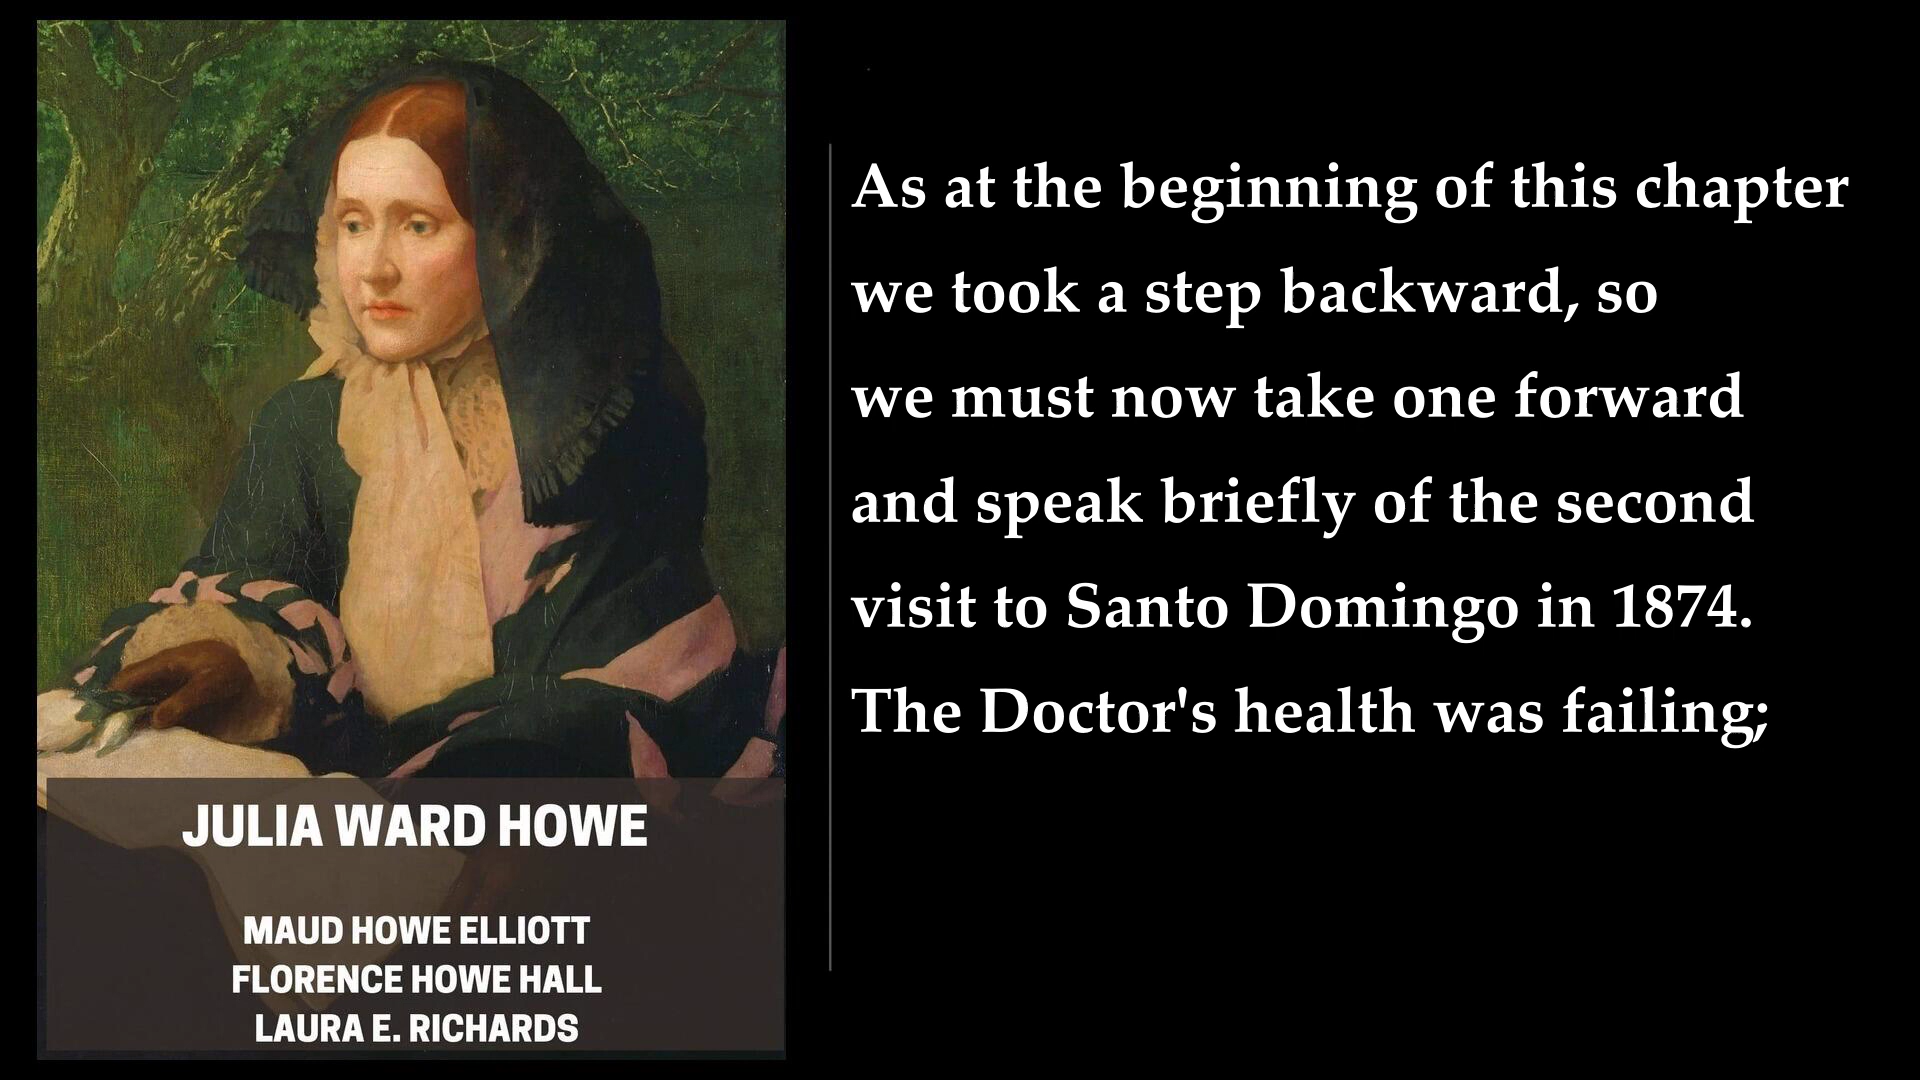 As at the beginning of this chapter
we took a step backward, so
we must now take one forward
and speak briefly of the second
visit to Santo Domingo in 1874.
The Doctor's health was failing;
JULIA WARD HOWE
MAUD HOWE ELLIOTT
FLORENCE HOWE HALL
LAURA E. RICHARDS